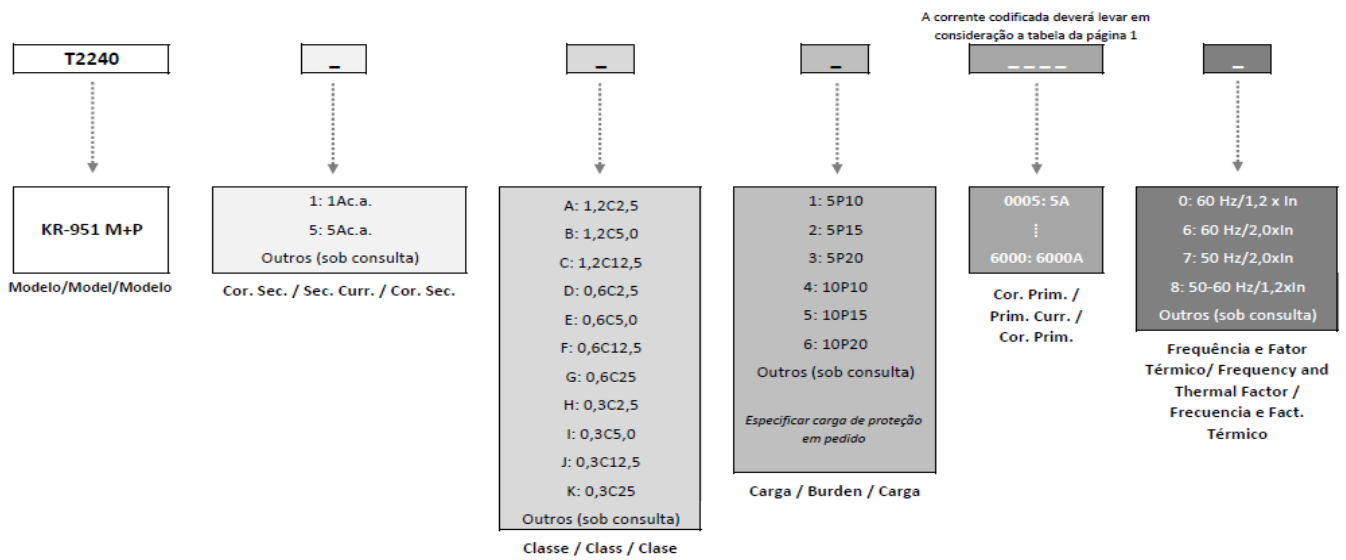 A corrente codificada deverá levar em
consideração a tabela da página 1
T2240
_
_
_
_ _ _ _
_
KR-951 M+P
Modelo/Model/Modelo
1: 1Ac.a.
5: 5Ac.a.
Outros (sob consulta)
Cor. Sec. / Sec. Curr. / Cor. Sec.
A: 1,2C2,5
B: 1,2C5,0
C: 1,2C12,5
D: 0,6C2,5
E: 0,6C5,0
F: 0,6C12,5
G: 0,6C25
H: 0,3C2,5
I: 0,3C5,0
J: 0,3C12,5
K: 0,3C25
Outros (sob consulta)
Classe / Class / Clase
1: 5P10
2: 5P15
3: 5P20
4: 10P10
5: 10P15
6: 10P20
Outros (sob consulta)
Especificar carga de proteção
em pedido
Carga / Burden / Carga
0005: 5A
⁞
6000: 6000A
Cor. Prim. /
Prim. Curr. /
Cor. Prim.
0: 60 Hz/1,2 x In
6: 60 Hz/2,0xIn
7: 50 Hz/2,0xIn
8: 50-60 Hz/1,2xIn
Outros (sob consulta)
Frequência e Fator
Térmico/ Frequency and
Thermal Factor /
Frecuencia e Fact.
Térmico